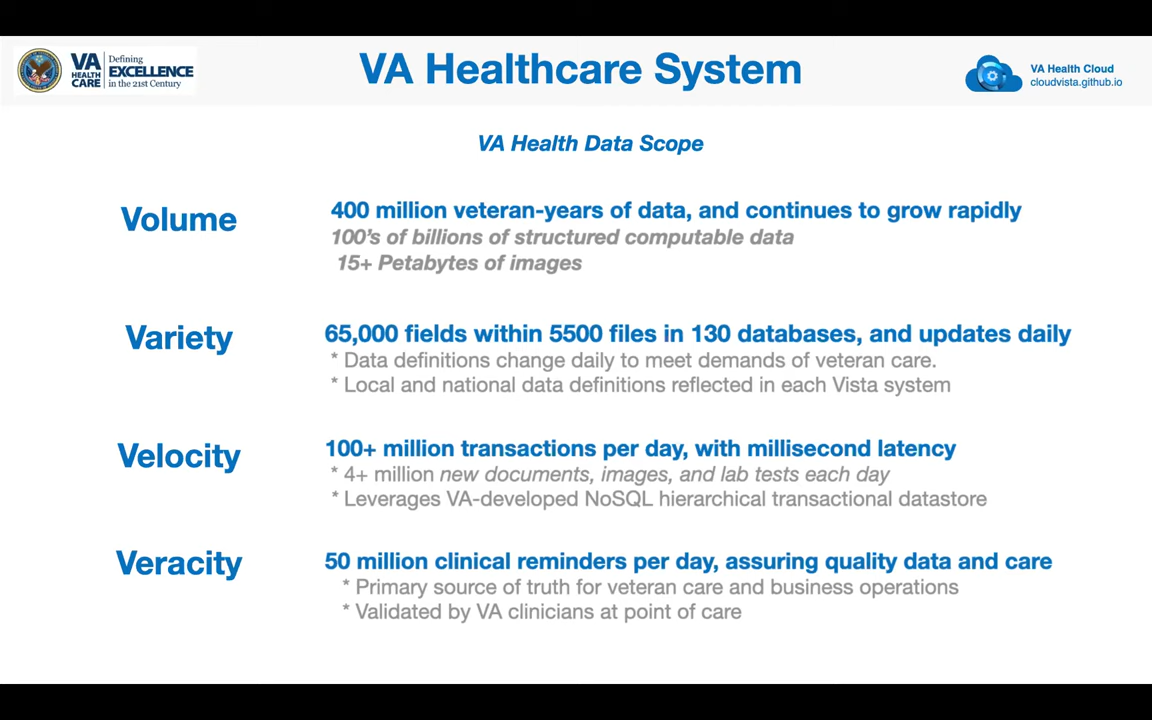 VA
HEALTH
CARE
Defining
EXCELLENCE
in the 21st Century
VA Healthcare System
VA Health Cloud
cloudvista.github.io
VA Health Data Scope
Volume
400 million veteran-years of data, and continues to grow rapidly
100's of billions of structured computable data
15+ Petabytes of images
Variety
65,000 fields within 5500 files in 130 databases, and updates daily
* Data definitions change daily to meet demands of veteran care.
* Local and national data definitions reflected in each Vista system
Velocity
100+ million transactions per day, with millisecond latency
* 4+ million new documents, images, and lab tests each day
* Leverages VA-developed NoSQL hierarchical transactional datastore
Veracity
50 million clinical reminders per day, assuring quality data and care
* Primary source of truth for veteran care and business operations
* Validated by VA clinicians at point of care